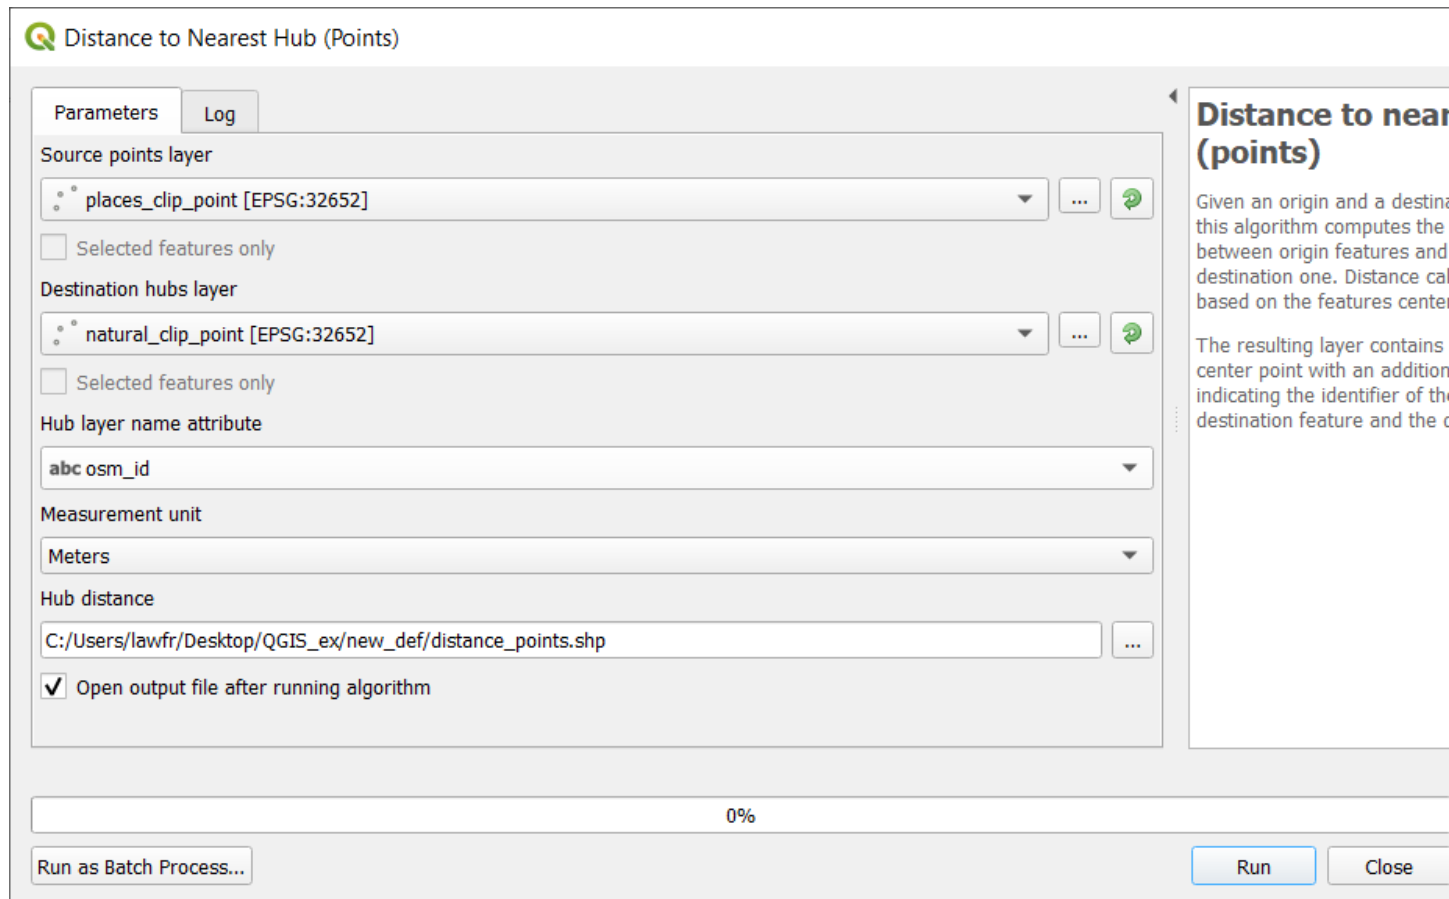 Distance to Nearest Hub (Points)
Parameters
Log
Source points layer
places_clip_point [EPSG:32652]
...
Selected features only
Destination hubs layer
natural_clip_point [EPSG:32652]
...
Selected features only
Hub layer name attribute
abc osm_id
Measurement unit
Meters
Hub distance
C:/Users/lawfr/Desktop/QGIS_ex/new_def/distance_points.shp
...
Open output file after running algorithm
Distance to near
(points)
Given an origin and a destina
this algorithm computes the
between origin features and
destination one. Distance cal
based on the features center
The resulting layer contains
center point with an addition
indicating the identifier of the
destination feature and the
0%
Run as Batch Process...
Run
Close